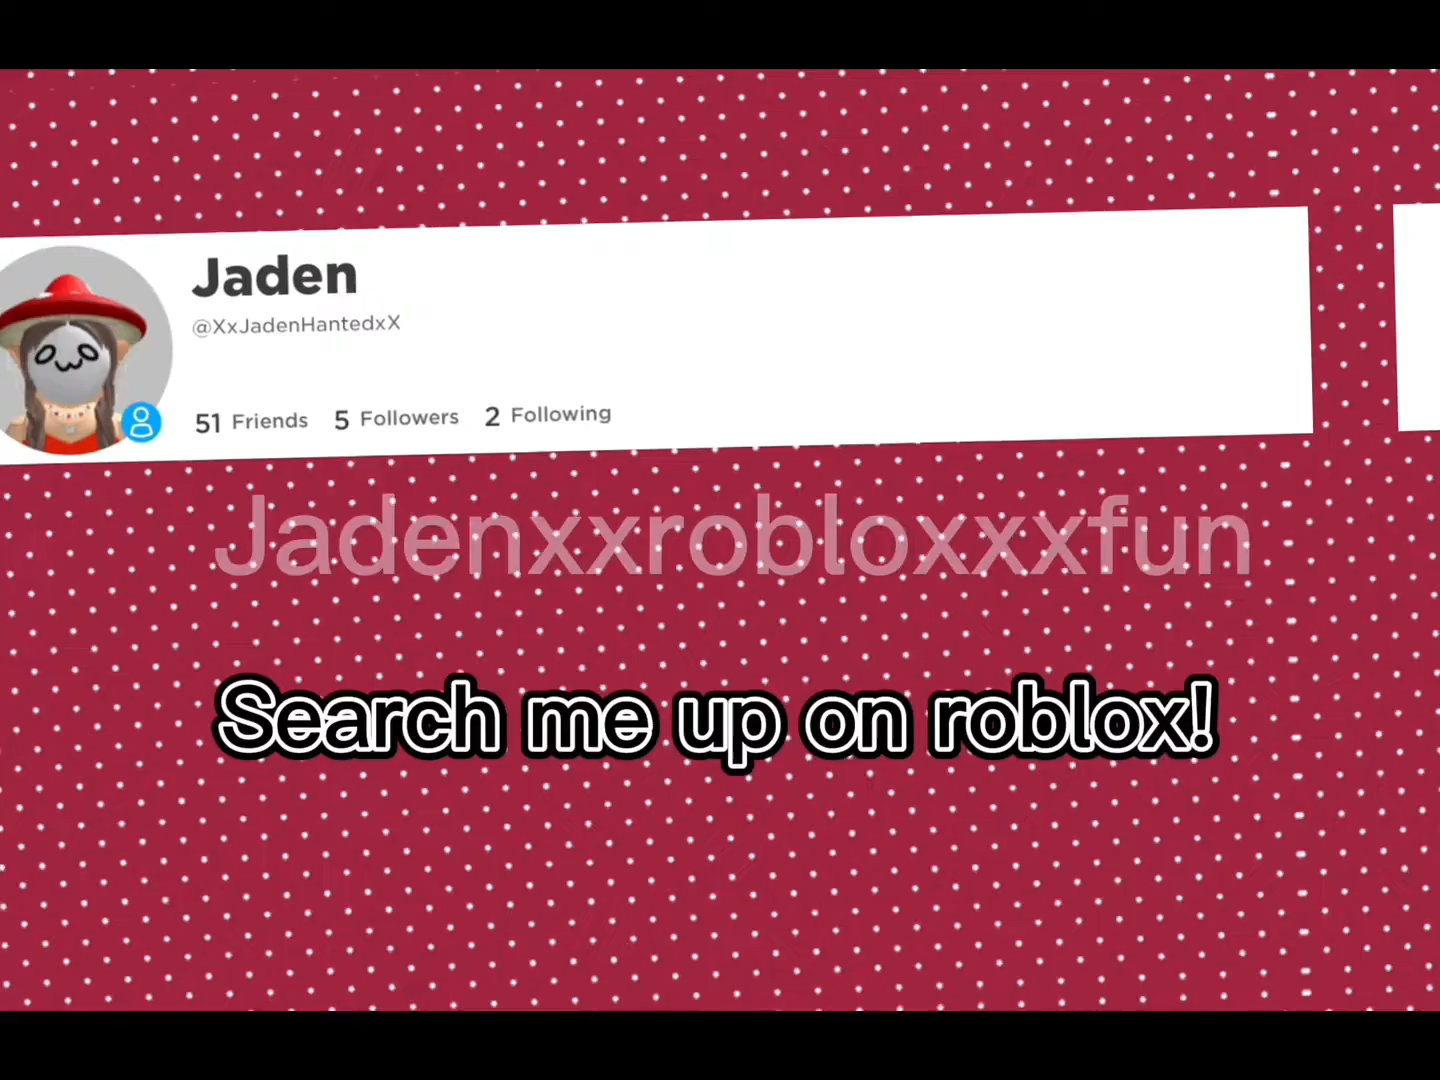 Jaden
@XxJadenHantedxX
51 Friends 5 Followers 2 Following
Jadenxxrobloxxxfun
Search me up on roblox!